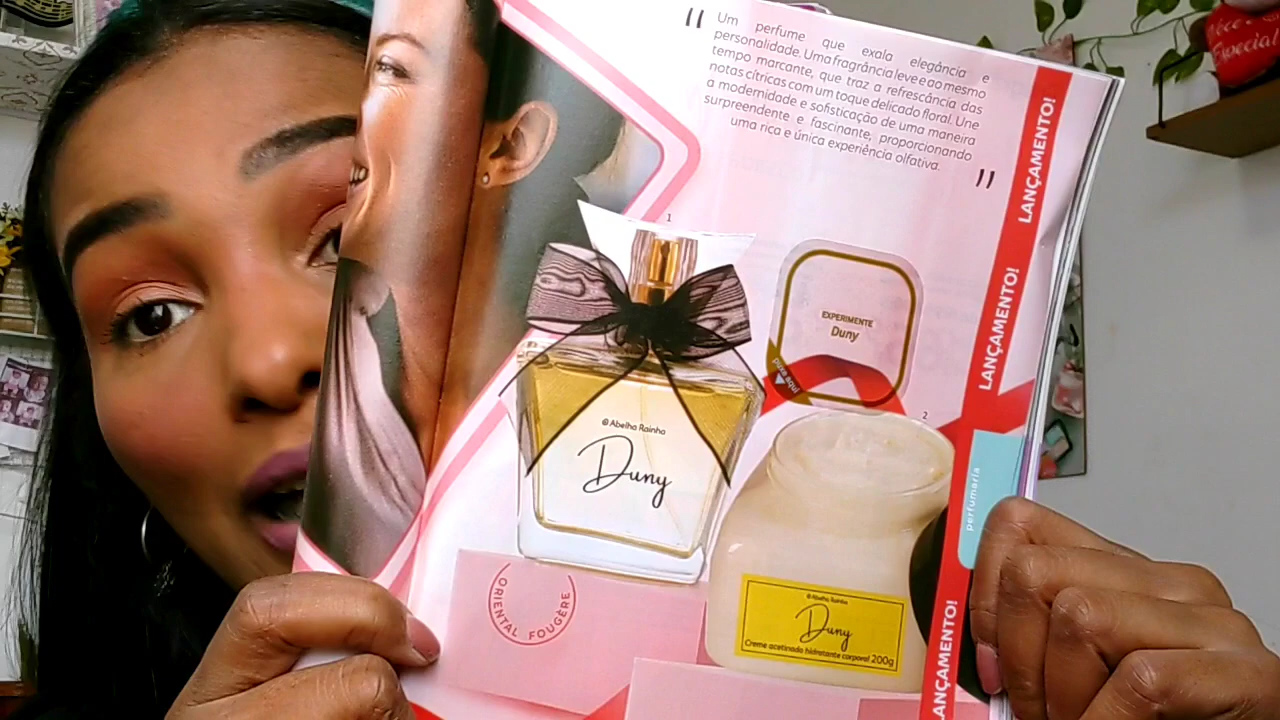 Um perfume que exala elegância e
personalidade. Uma fragrância leve e ao mesmo
tempo marcante, que traz a refrescância das
notas cítricas com um toque delicado floral. Une
a modernidade e sofisticação de uma maneira
surpreendente e fascinante, proporcionando
uma rica e única experiência olfativa.
LANÇAMENTO!
LANÇAMENTO!
LANÇAMENTO!
1
EXPERIMENTE
Duny
puxe aqui
2
Abelha Rainha
Duny
perfumaria
ORIENTAL FOUGÈRE
Abelha Rainha
Duny
Creme acetinado hidratante corporal 200g
Especial